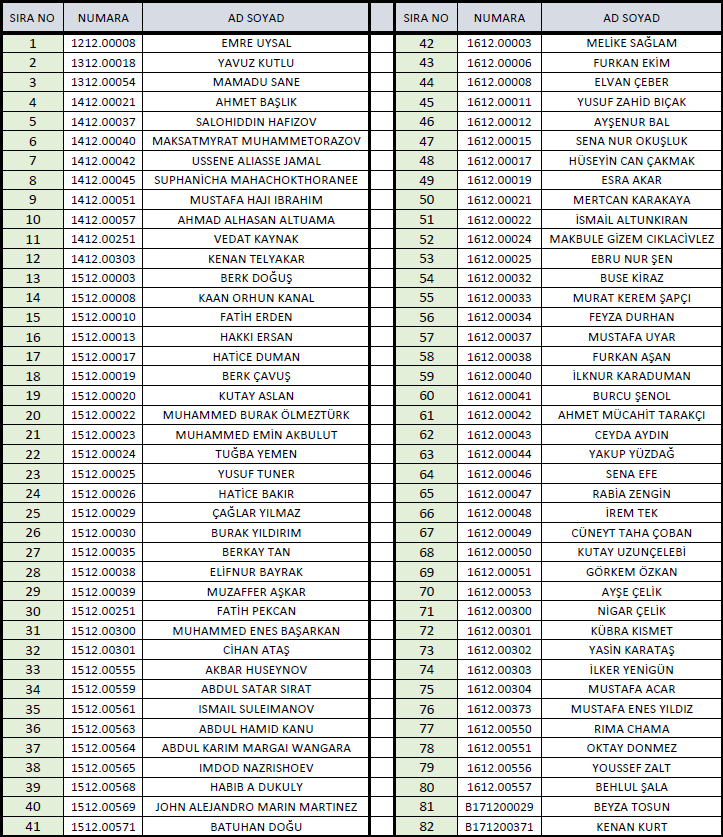 SIRA NO NUMARA AD SOYAD SIRA NO NUMARA AD SOYAD
1 1212.00008 EMRE UYSAL 42 1612.00003 MELİKE SAĞLAM
2 1312.00018 YAVUZ KUTLU 43 1612.00006 FURKAN EKİM
3 1312.00054 MAMADU SANE 44 1612.00008 ELVAN ÇEBER
4 1412.00021 AHMET BAŞLIK 45 1612.00011 YUSUF ZAHİD BIÇAK
5 1412.00037 SALOHIDDIN HAFIZOV 46 1612.00012 AYŞENUR BAL
6 1412.00040 MAKSATMYRAT MUHAMMETORAZOV 47 1612.00015 SENA NUR OKUŞLUK
7 1412.00042 USSENE ALIASSE JAMAL 48 1612.00017 HÜSEYİN CAN ÇAKMAK
8 1412.00045 SUPHANİCHA MAHACHOKTHORANEE 49 1612.00019 ESRA AKAR
9 1412.00051 MUSTAFA HAJI IBRAHIM 50 1612.00021 MERTCAN KARAKAYA
10 1412.00057 AHMAD ALHASAN ALTUAMA 51 1612.00022 İSMAİL ALTUNKIRAN
11 1412.00251 VEDAT KAYNAK 52 1612.00024 MAKBULE GİZEM CIKLACİVLEZ
12 1412.00303 KENAN TELYAKAR 53 1612.00025 EBRU NUR ŞEN
13 1512.00003 BERK DOĞUŞ 54 1612.00032 BUSE KİRAZ
14 1512.00008 KAAN ORHUN KANAL 55 1612.00033 MURAT KEREM ŞAPÇI
15 1512.00010 FATİH ERDEN 56 1612.00034 FEYZA DURHAN
16 1512.00013 HAKKI ERSAN 57 1612.00037 MUSTAFA UYAR
17 1512.00017 HATİCE DUMAN 58 1612.00038 FURKAN AŞAN
18 1512.00019 BERK ÇAVUŞ 59 1612.00040 İLKNUR KARADUMAN
19 1512.00020 KUTAY ASLAN 60 1612.00041 BURCU ŞENOL
20 1512.00022 MUHAMMED BURAK ÖLMEZTÜRK 61 1612.00042 AHMET MÜCAHİT TARAKÇI
21 1512.00023 MUHAMMED EMİN AKBULUT 62 1612.00043 CEYDA AYDIN
22 1512.00024 TUĞBA YEMEN 63 1612.00044 YAKUP YÜZDAĞ
23 1512.00025 YUSUF TUNER 64 1612.00046 SENA EFE
24 1512.00026 HATİCE BAKIR 65 1612.00047 RABİA ZENGİN
25 1512.00029 ÇAĞLAR YILMAZ 66 1612.00048 İREM TEK
26 1512.00030 BURAK YILDIRIM 67 1612.00049 CÜNEYT TAHA ÇOBAN
27 1512.00035 BERKAY TAN 68 1612.00050 KUTAY UZUNÇELEBİ
28 1512.00038 ELİFNUR BAYRAK 69 1612.00051 GÖRKEM ÖZKAN
29 1512.00039 MUZAFFER AŞKAR 70 1612.00053 AYŞE ÇELİK
30 1512.00251 FATİH PEKCAN 71 1612.00300 NİGAR ÇELİK
31 1512.00300 MUHAMMED ENES BAŞARKAN 72 1612.00301 KÜBRA KISMET
32 1512.00301 CİHAN ATAŞ 73 1612.00302 YASİN KARATAŞ
33 1512.00555 AKBAR HUSEYNOV 74 1612.00303 İLKER YENİGÜN
34 1512.00559 ABDUL SATAR SIRAT 75 1612.00304 MUSTAFA ACAR
35 1512.00561 ISMAIL SULEIMANOV 76 1612.00373 MUSTAFA ENES YILDIZ
36 1512.00563 ABDUL HAMID KANU 77 1612.00550 RIMA CHAMA
37 1512.00564 ABDUL KARIM MARGAI WANGARA 78 1612.00551 OKTAY DONMEZ
38 1512.00565 IMDOD NAZRISHOEV 79 1612.00556 YOUSSEF ZALT
39 1512.00568 HABIB A DUKULY 80 1612.00557 BEHLUL ŞALA
40 1512.00569 JOHN ALEJANDRO MARIN MARTINEZ 81 B171200029 BEYZA TOSUN
41 1512.00571 BATUHAN DOĞU 82 B171200371 KENAN KURT